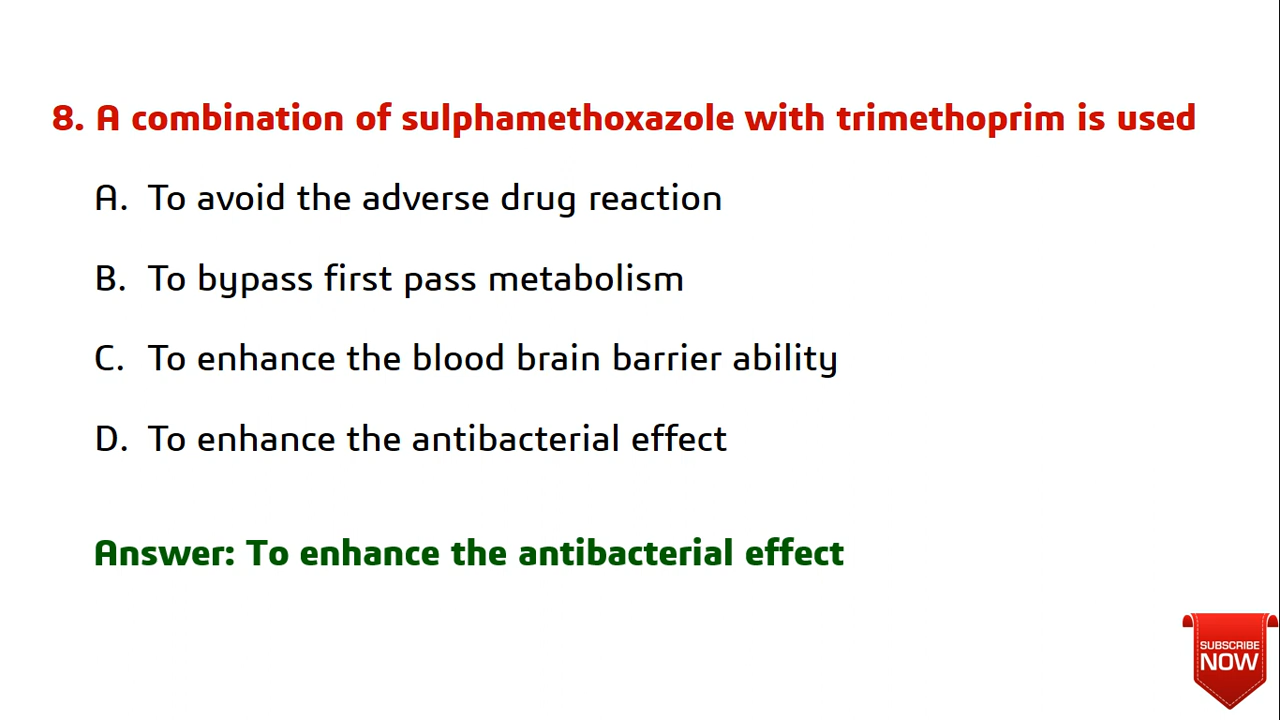 8. A combination of sulphamethoxazole with trimethoprim is used
A. To avoid the adverse drug reaction
B. To bypass first pass metabolism
C. To enhance the blood brain barrier ability
D. To enhance the antibacterial effect
Answer: To enhance the antibacterial effect
SUBSCRIBE
NOW